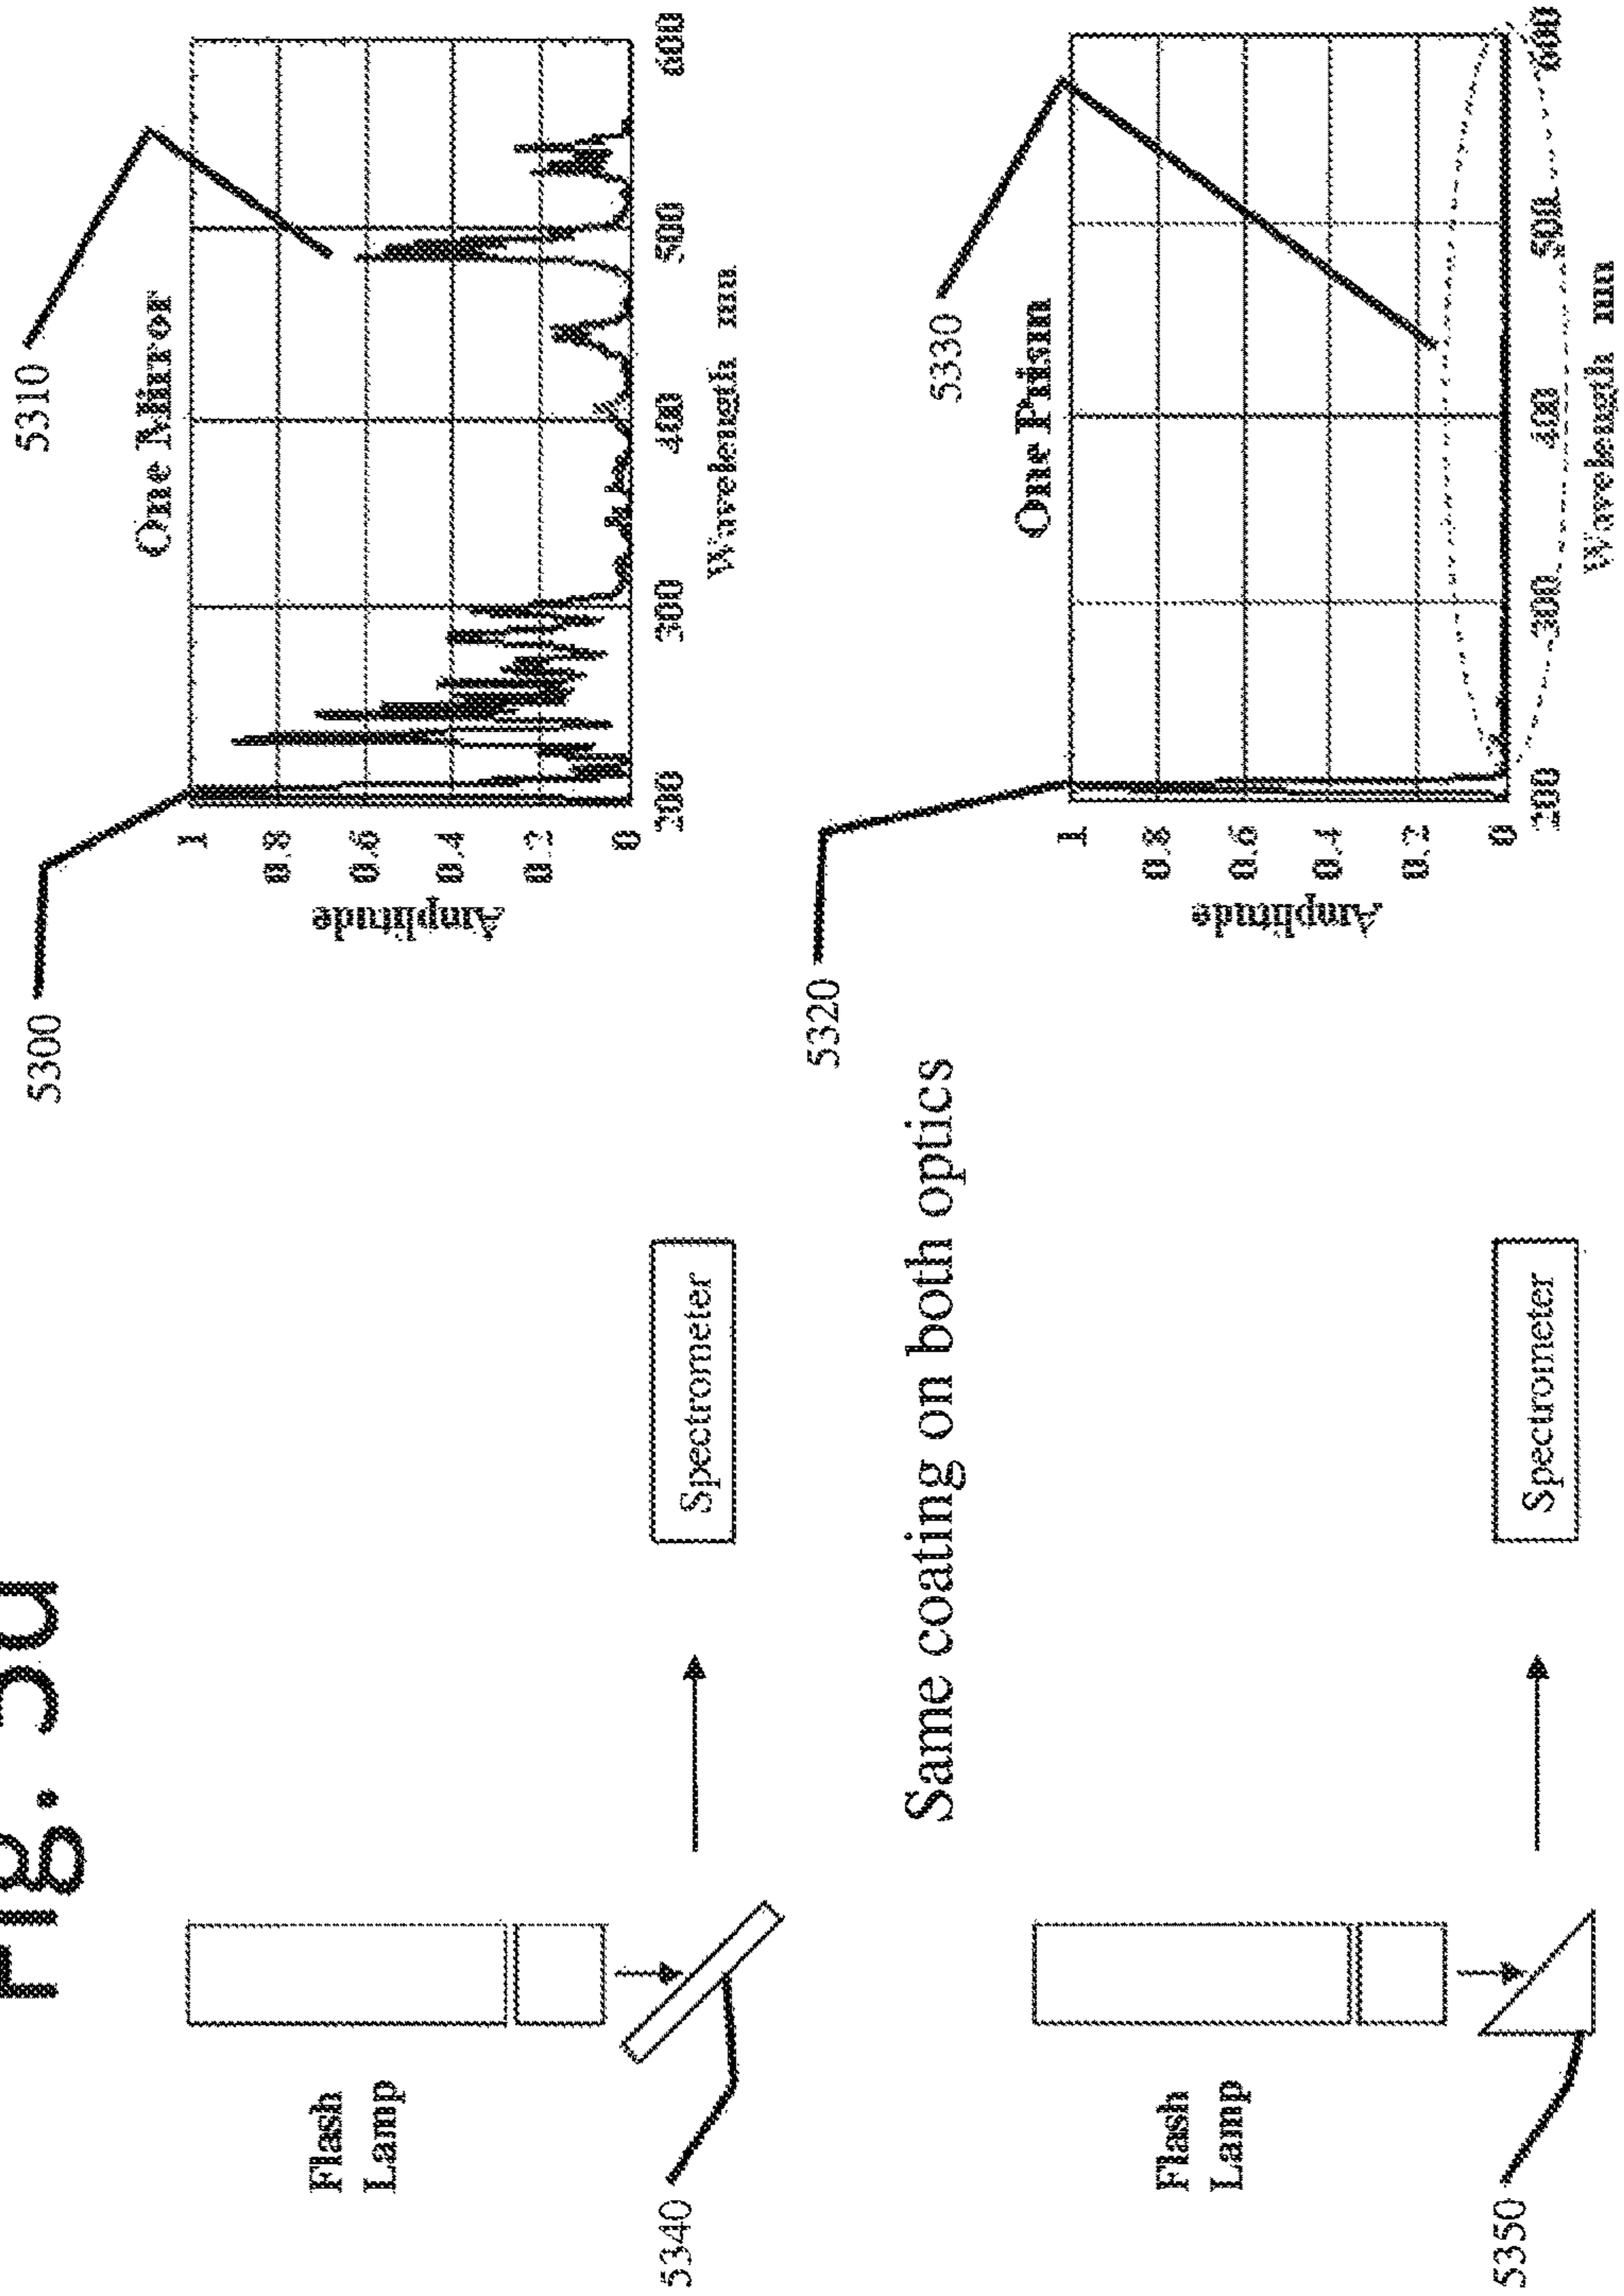 5300
5310
One Mirror
Amplitude
1
0.8
0.6
0.4
0.2
0
200
300
400
500
600
Wavelength nm
Flash
Lamp
5340
Spectrometer
Same coating on both optics
5320
5330
One Prism
Amplitude
1
0.8
0.6
0.4
0.2
0
200
300
400
500
600
Wavelength nm
Flash
Lamp
5350
Spectrometer